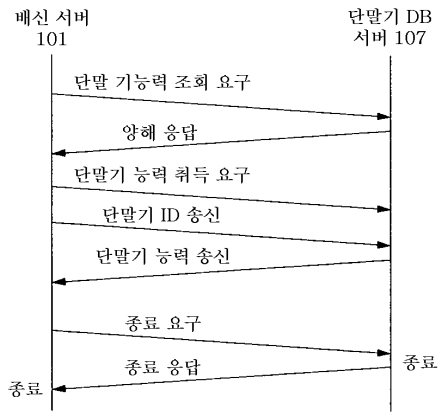 배신 서버
101
단말기 DB
서버 107
단말 기능력 조회 요구
양해 응답
단말기 능력 취득 요구
단말기 ID 송신
단말기 능력 송신
종료 요구
종료 응답
종료
종료